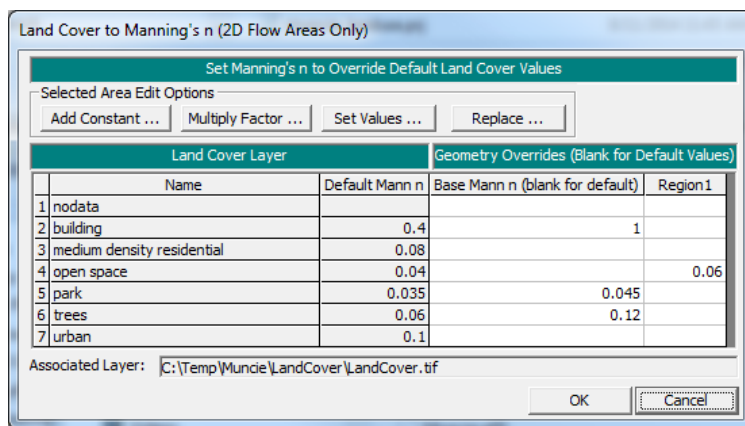 Land Cover to Manning's n (2D Flow Areas Only)
Set Manning's n to Override Default Land Cover Values
Selected Area Edit Options
Add Constant ... Multiply Factor ... Set Values ... Replace ...
Land Cover Layer Geometry Overrides (Blank for Default Values)
Name Default Mann n Base Mann n (blank for default) Region1
1 nodata
2 building 0.4 1
3 medium density residential 0.08
4 open space 0.04 0.06
5 park 0.035 0.045
6 trees 0.06 0.12
7 urban 0.1
Associated Layer: C:\Temp\Muncie\LandCover\LandCover.tif
OK Cancel